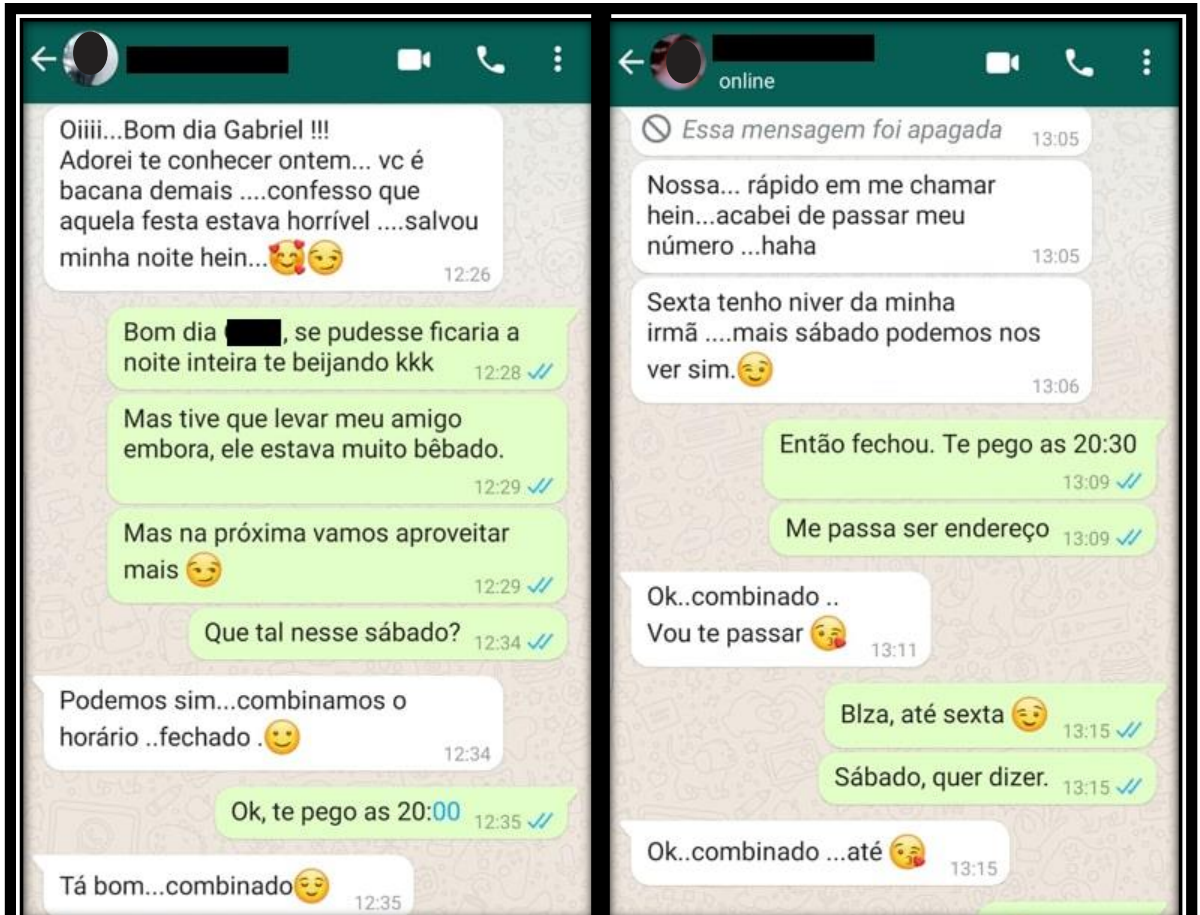 Oiiii...Bom dia Gabriel !!!
Adorei te conhecer ontem... vc é
bacana demais ....confesso que
aquela festa estava horrível ....salvou
minha noite hein...
12:26
Bom dia , se pudesse ficaria a
noite inteira te beijando kkk 12:28
Mas tive que levar meu amigo
embora, ele estava muito bêbado.
12:29
Mas na próxima vamos aproveitar
mais
12:29
Que tal nesse sábado? 12:34
Podemos sim...combinamos o
horário ..fechado .
12:34
Ok, te pego as 20:00 12:35
Tá bom...combinado
12:35
online
Essa mensagem foi apagada 13:05
Nossa... rápido em me chamar
hein...acabei de passar meu
número ...haha
13:05
Sexta tenho niver da minha
irmã ....mais sábado podemos nos
ver sim.
13:06
Então fechou. Te pego as 20:30
13:09
Me passa ser endereço 13:09
Ok..combinado ..
Vou te passar 13:11
Blza, até sexta 13:15
Sábado, quer dizer. 13:15
Ok..combinado ...até
13:15